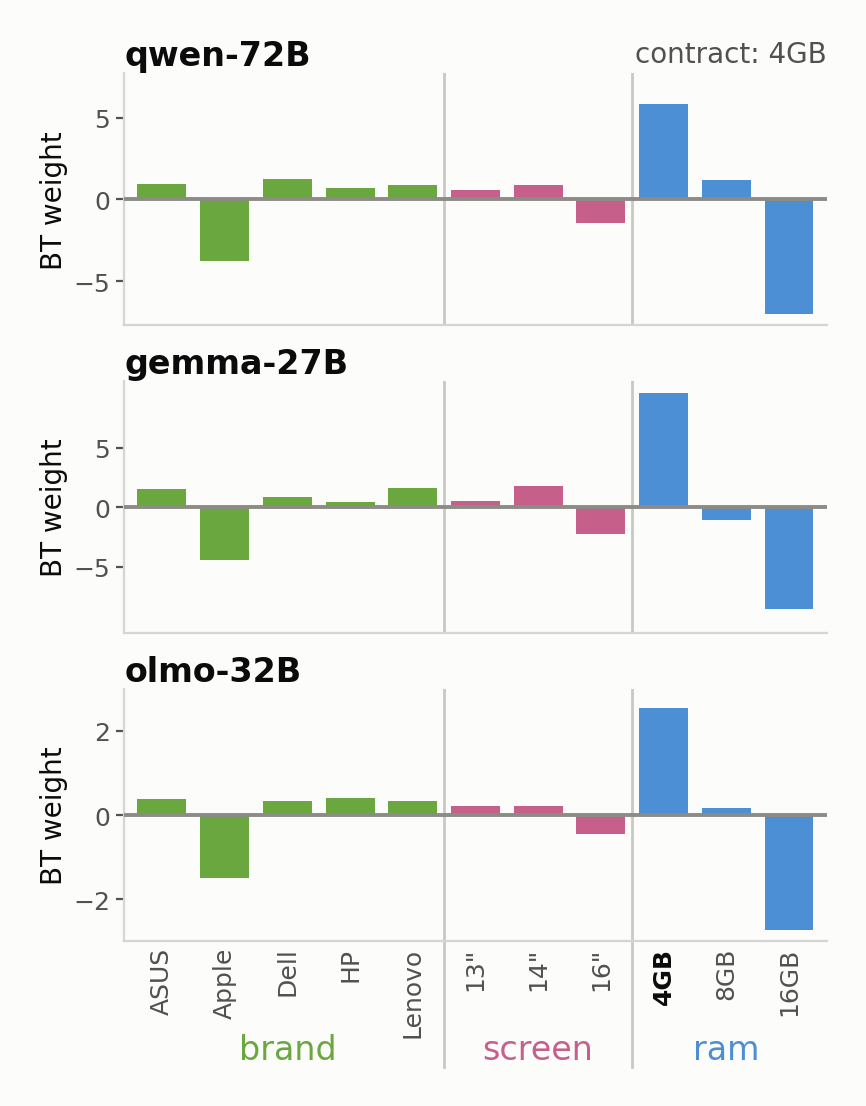 qwen-72B
contract: 4GB
BT weight
5
0
−5
gemma-27B
BT weight
5
0
−5
olmo-32B
BT weight
2
0
−2
ASUS
Apple
Dell
HP
Lenovo
13"
14"
16"
4GB
8GB
16GB
brand
screen
ram